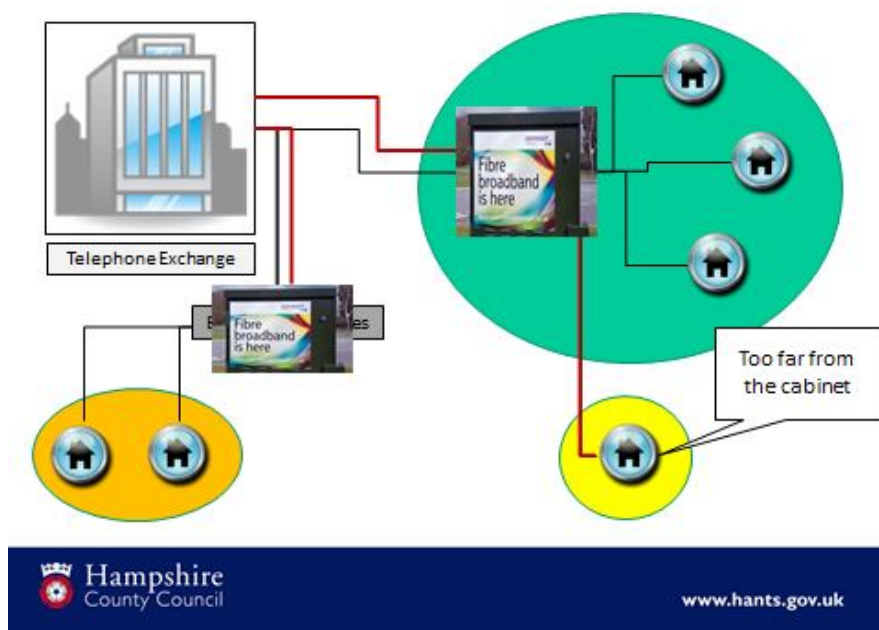 Fibre
broadband
is here
Telephone Exchange
Fibre
broadband
is here
Too far from
the cabinet
Hampshire
County Council
www.hants.gov.uk